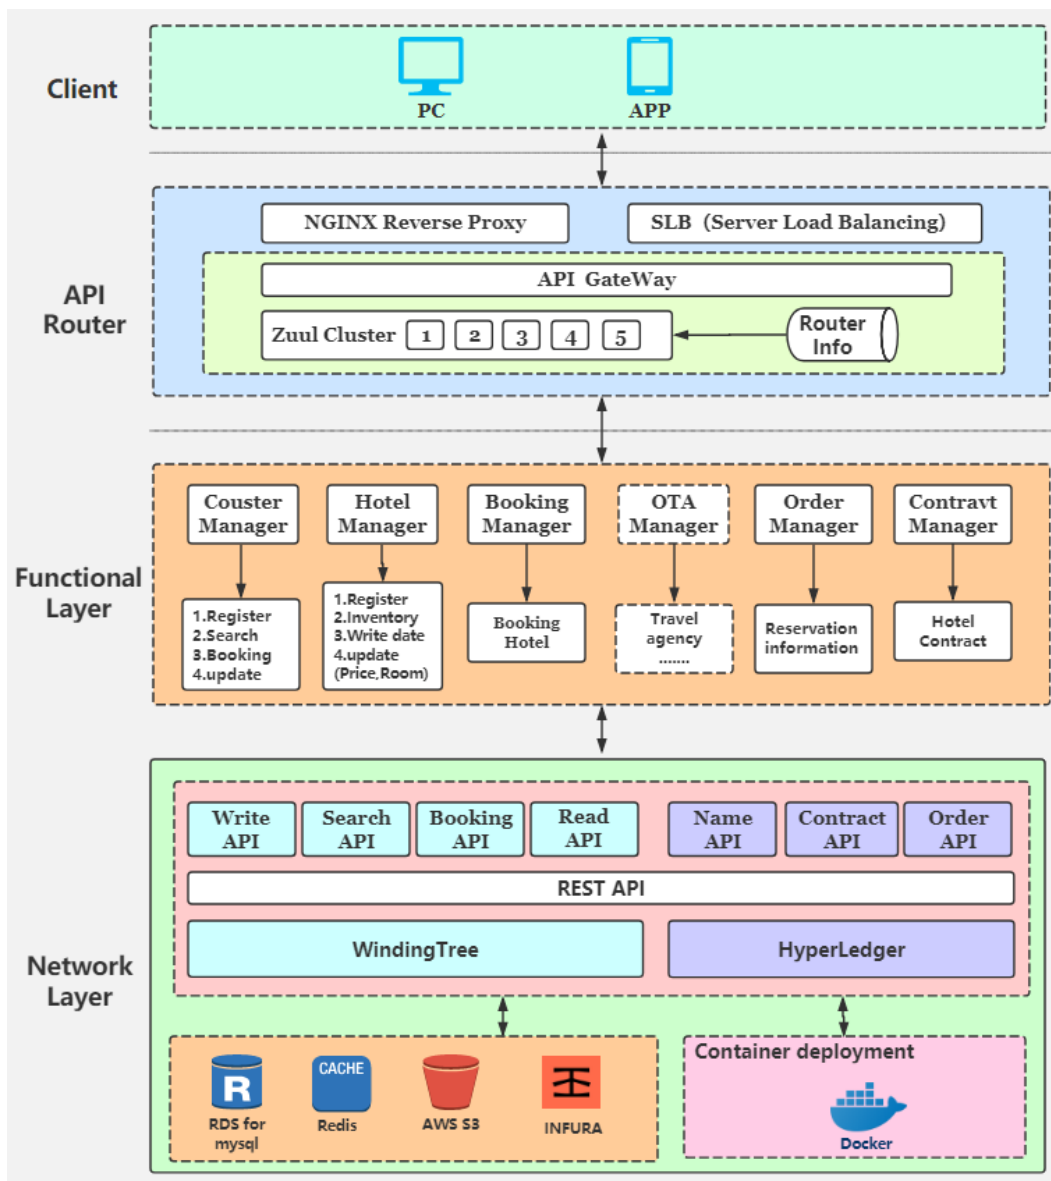 Client
PC
APP
API
Router
NGINX Reverse Proxy
SLB (Server Load Balancing)
API GateWay
Zuul Cluster 1 2 3 4 5
Router
Info
Functional
Layer
Couster
Manager
Hotel
Manager
Booking
Manager
OTA
Manager
Order
Manager
Contravt
Manager
1.Register
2.Search
3.Booking
4.update
1.Register
2.Inventory
3.Write date
4.update
(Price,Room)
Booking
Hotel
Travel
agency
.......
Reservation
information
Hotel
Contract
Network
Layer
Write
API
Search
API
Booking
API
Read
API
Name
API
Contract
API
Order
API
REST API
WindingTree
HyperLedger
R
RDS for
mysql
CACHE
Redis
AWS S3
INFURA
Container deployment
Docker